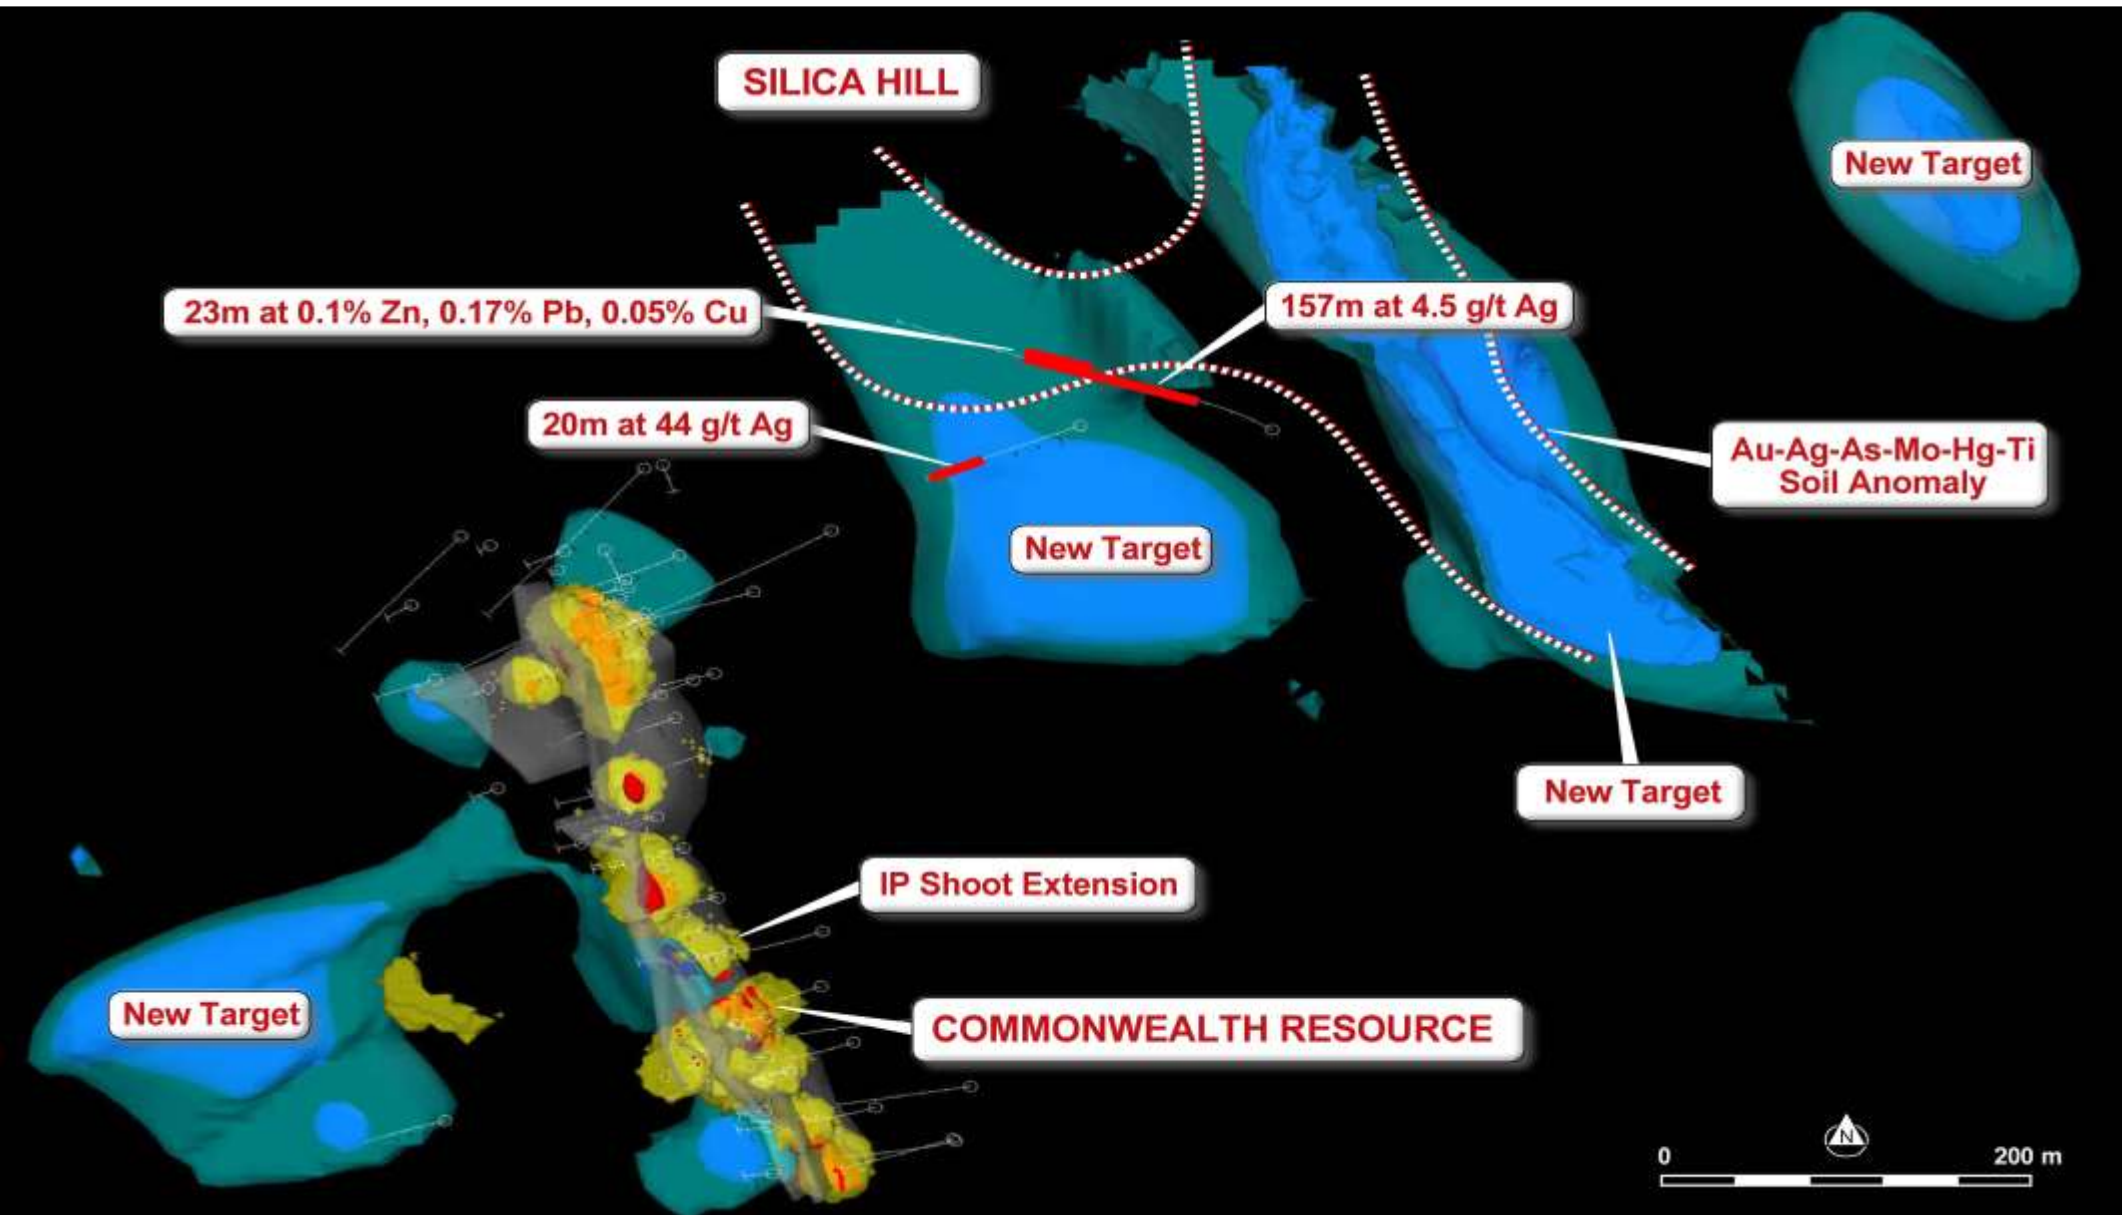 SILICA HILL
New Target
23m at 0.1% Zn, 0.17% Pb, 0.05% Cu
157m at 4.5 g/t Ag
20m at 44 g/t Ag
Au-Ag-As-Mo-Hg-Ti
Soil Anomaly
New Target
New Target
IP Shoot Extension
New Target
COMMONWEALTH RESOURCE
N
0 200 m